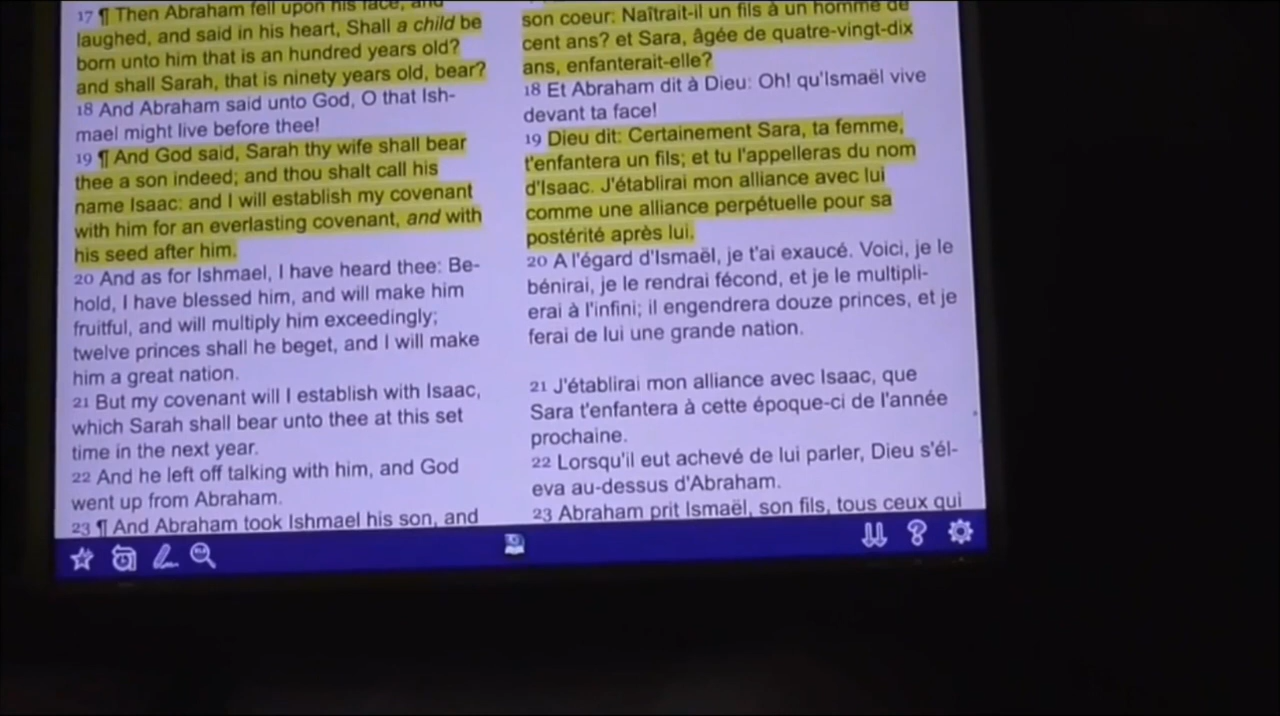 17 ¶ Then Abraham fell upon his face, and
laughed, and said in his heart, Shall a child be
born unto him that is an hundred years old?
and shall Sarah, that is ninety years old, bear?
18 And Abraham said unto God, O that Ish-
mael might live before thee!
19 ¶ And God said, Sarah thy wife shall bear
thee a son indeed; and thou shalt call his
name Isaac: and I will establish my covenant
with him for an everlasting covenant, and with
his seed after him.
20 And as for Ishmael, I have heard thee: Be-
hold, I have blessed him, and will make him
fruitful, and will multiply him exceedingly;
twelve princes shall he beget, and I will make
him a great nation.
21 But my covenant will I establish with Isaac,
which Sarah shall bear unto thee at this set
time in the next year.
22 And he left off talking with him, and God
went up from Abraham.
23 ¶ And Abraham took Ishmael his son, and
son coeur: Naîtrait-il un fils à un homme de
cent ans? et Sara, âgée de quatre-vingt-dix
ans, enfanterait-elle?
18 Et Abraham dit à Dieu: Oh! qu'Ismaël vive
devant ta face!
19 Dieu dit: Certainement Sara, ta femme,
t'enfantera un fils; et tu l'appelleras du nom
d'Isaac. J'établirai mon alliance avec lui
comme une alliance perpétuelle pour sa
postérité après lui.
20 A l'égard d'Ismaël, je t'ai exaucé. Voici, je le
bénirai, je le rendrai fécond, et je le multipli-
erai à l'infini; il engendrera douze princes, et je
ferai de lui une grande nation.
21 J'établirai mon alliance avec Isaac, que
Sara t'enfantera à cette époque-ci de l'année
prochaine.
22 Lorsqu'il eut achevé de lui parler, Dieu s'él-
eva au-dessus d'Abraham.
23 Abraham prit Ismaël, son fils, tous ceux qui